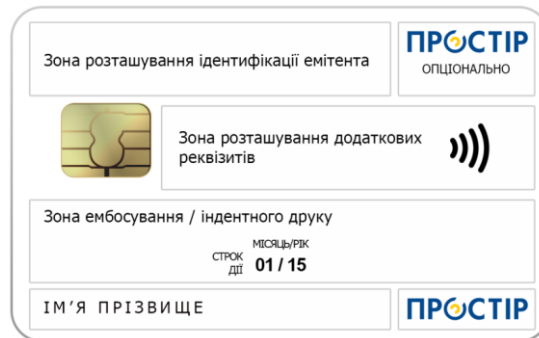 Зона розташування ідентифікації емітента
ПРОСТІР
ОПЦІОНАЛЬНО
Зона розташування додаткових
реквізитів
Зона ембосування / індентного друку
МІСЯЦЬ/РІК
СТРОК
ДІЇ 01 / 15
ІМ’Я ПРІЗВИЩЕ
ПРОСТІР